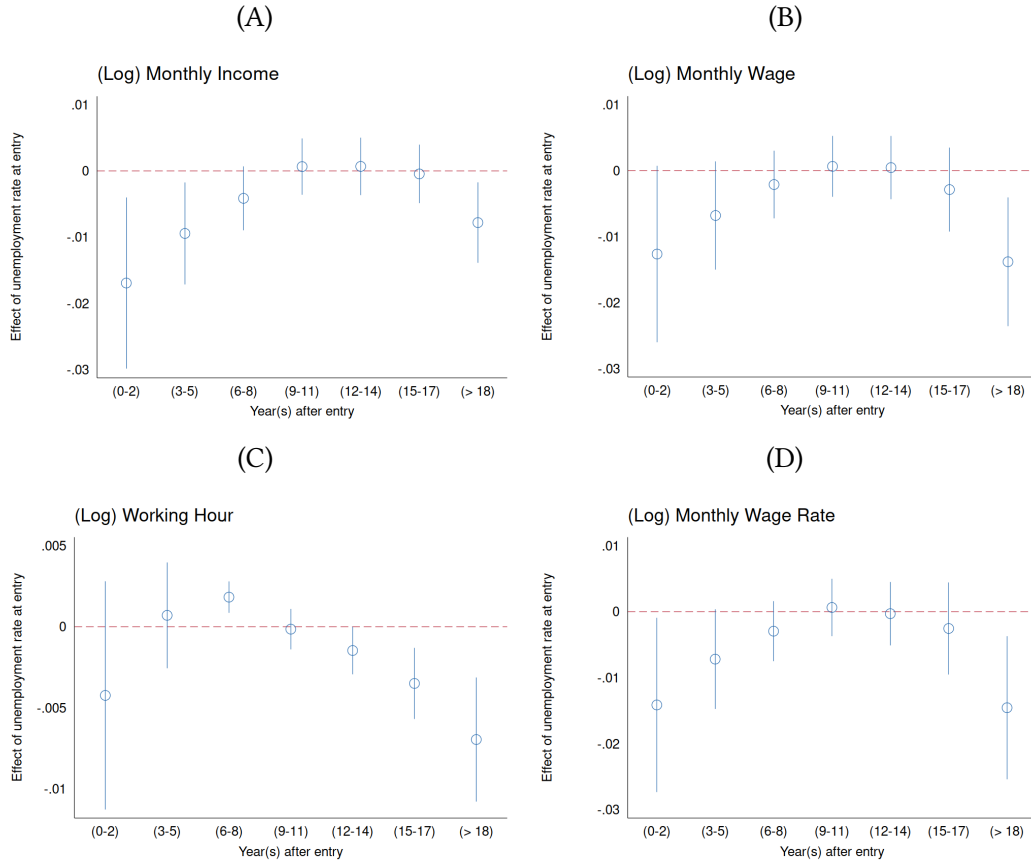 (A)
(Log) Monthly Income
Effect of unemployment rate at entry
.01
0
-.01
-.02
-.03
(0-2) (3-5) (6-8) (9-11) (12-14) (15-17) (> 18)
Year(s) after entry
(B)
(Log) Monthly Wage
Effect of unemployment rate at entry
.01
0
-.01
-.02
-.03
(0-2) (3-5) (6-8) (9-11) (12-14) (15-17) (> 18)
Year(s) after entry
(C)
(Log) Working Hour
Effect of unemployment rate at entry
.005
0
-.005
-.01
(0-2) (3-5) (6-8) (9-11) (12-14) (15-17) (> 18)
Year(s) after entry
(D)
(Log) Monthly Wage Rate
Effect of unemployment rate at entry
.01
0
-.01
-.02
-.03
(0-2) (3-5) (6-8) (9-11) (12-14) (15-17) (> 18)
Year(s) after entry